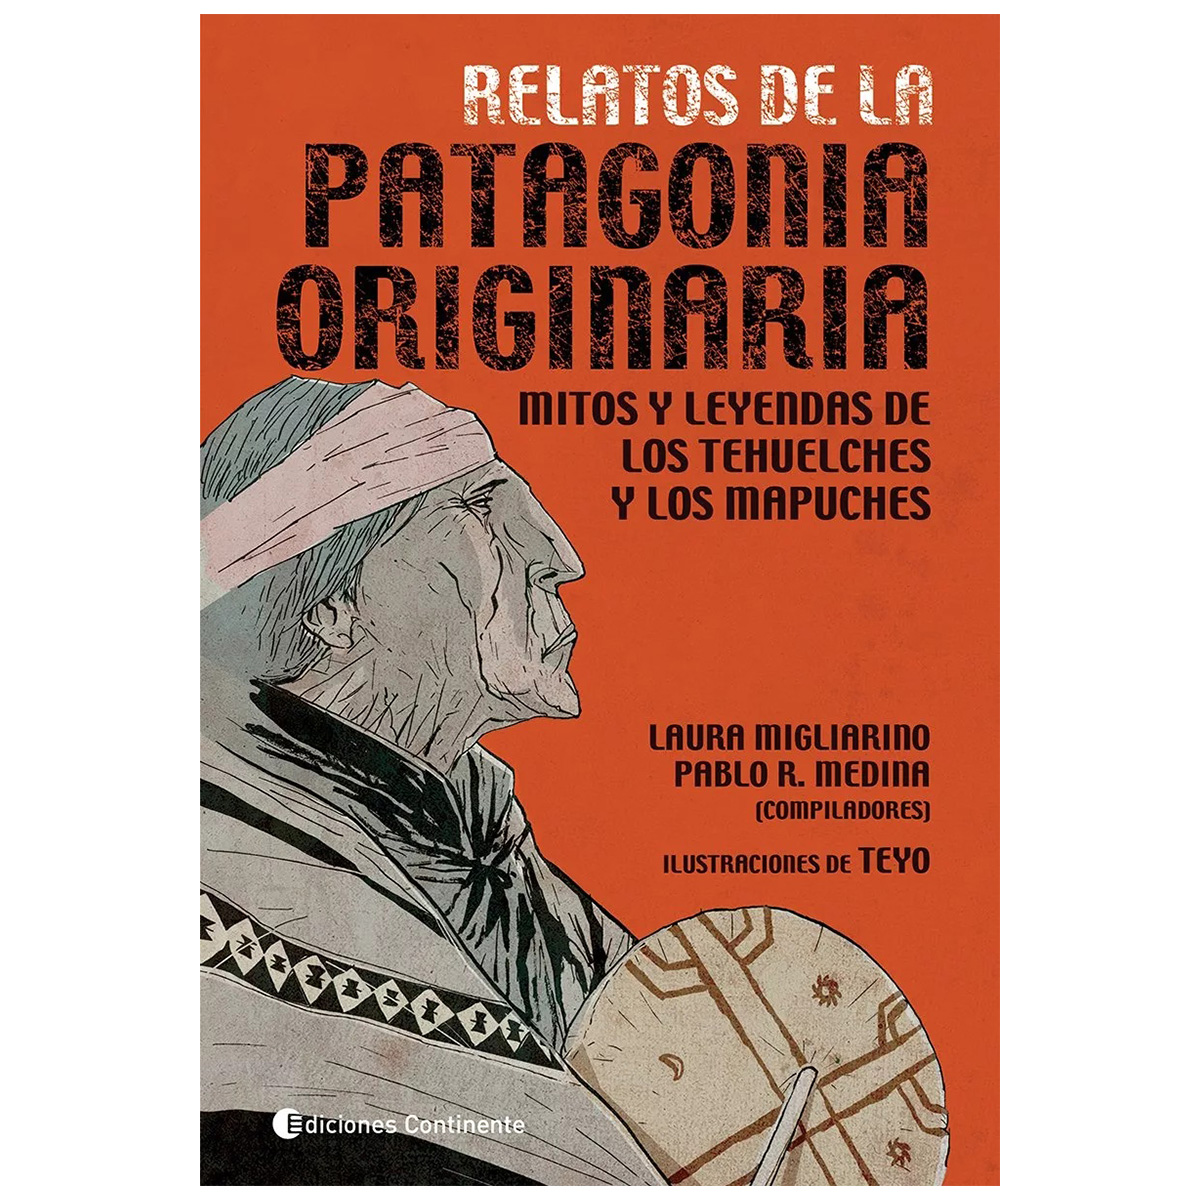 RELATOS DE LA
PATAGONIA
ORIGINARIA
MITOS Y LEYENDAS DE
LOS TEHUELCHES
Y LOS MAPUCHES
LAURA MIGLIARINO
PABLO R. MEDINA
(COMPILADORES)
ILUSTRACIONES DE TEYO
Ediciones Continente